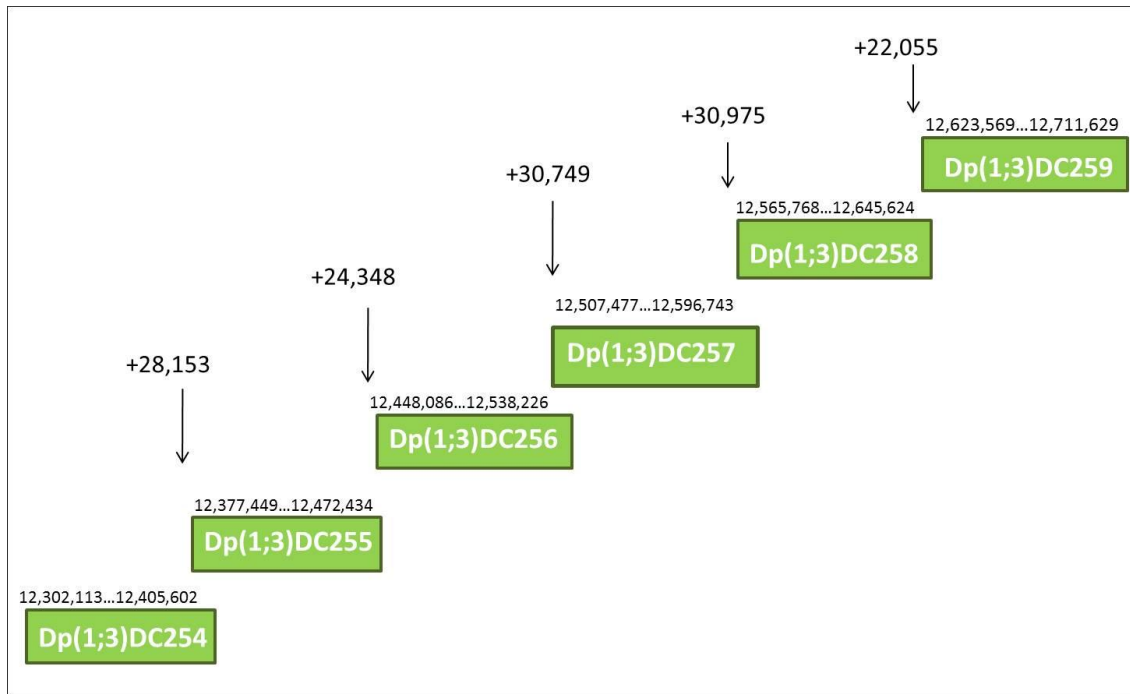 +22,055
12,623,569...12,711,629
Dp(1;3)DC259
+30,975
12,565,768...12,645,624
Dp(1;3)DC258
+30,749
12,507,477...12,596,743
Dp(1;3)DC257
+24,348
12,448,086...12,538,226
Dp(1;3)DC256
+28,153
12,377,449...12,472,434
Dp(1;3)DC255
12,302,113...12,405,602
Dp(1;3)DC254